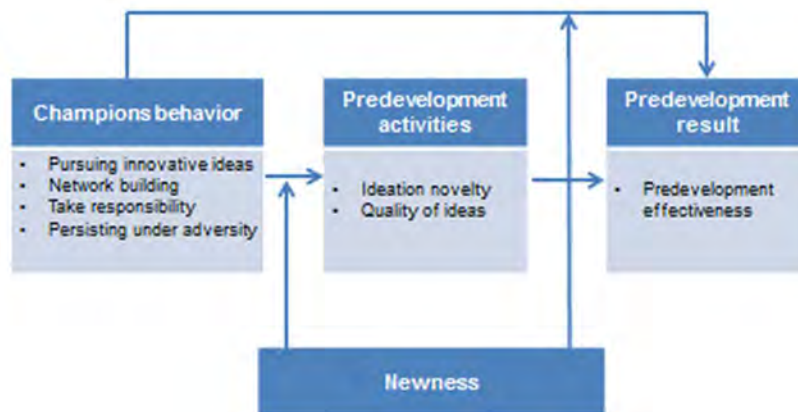 Champions behavior
• Pursuing innovative ideas
• Network building
• Take responsibility
• Persisting under adversity
Predevelopment
activities
• Ideation novelty
• Quality of ideas
Predevelopment
result
• Predevelopment
effectiveness
Newness